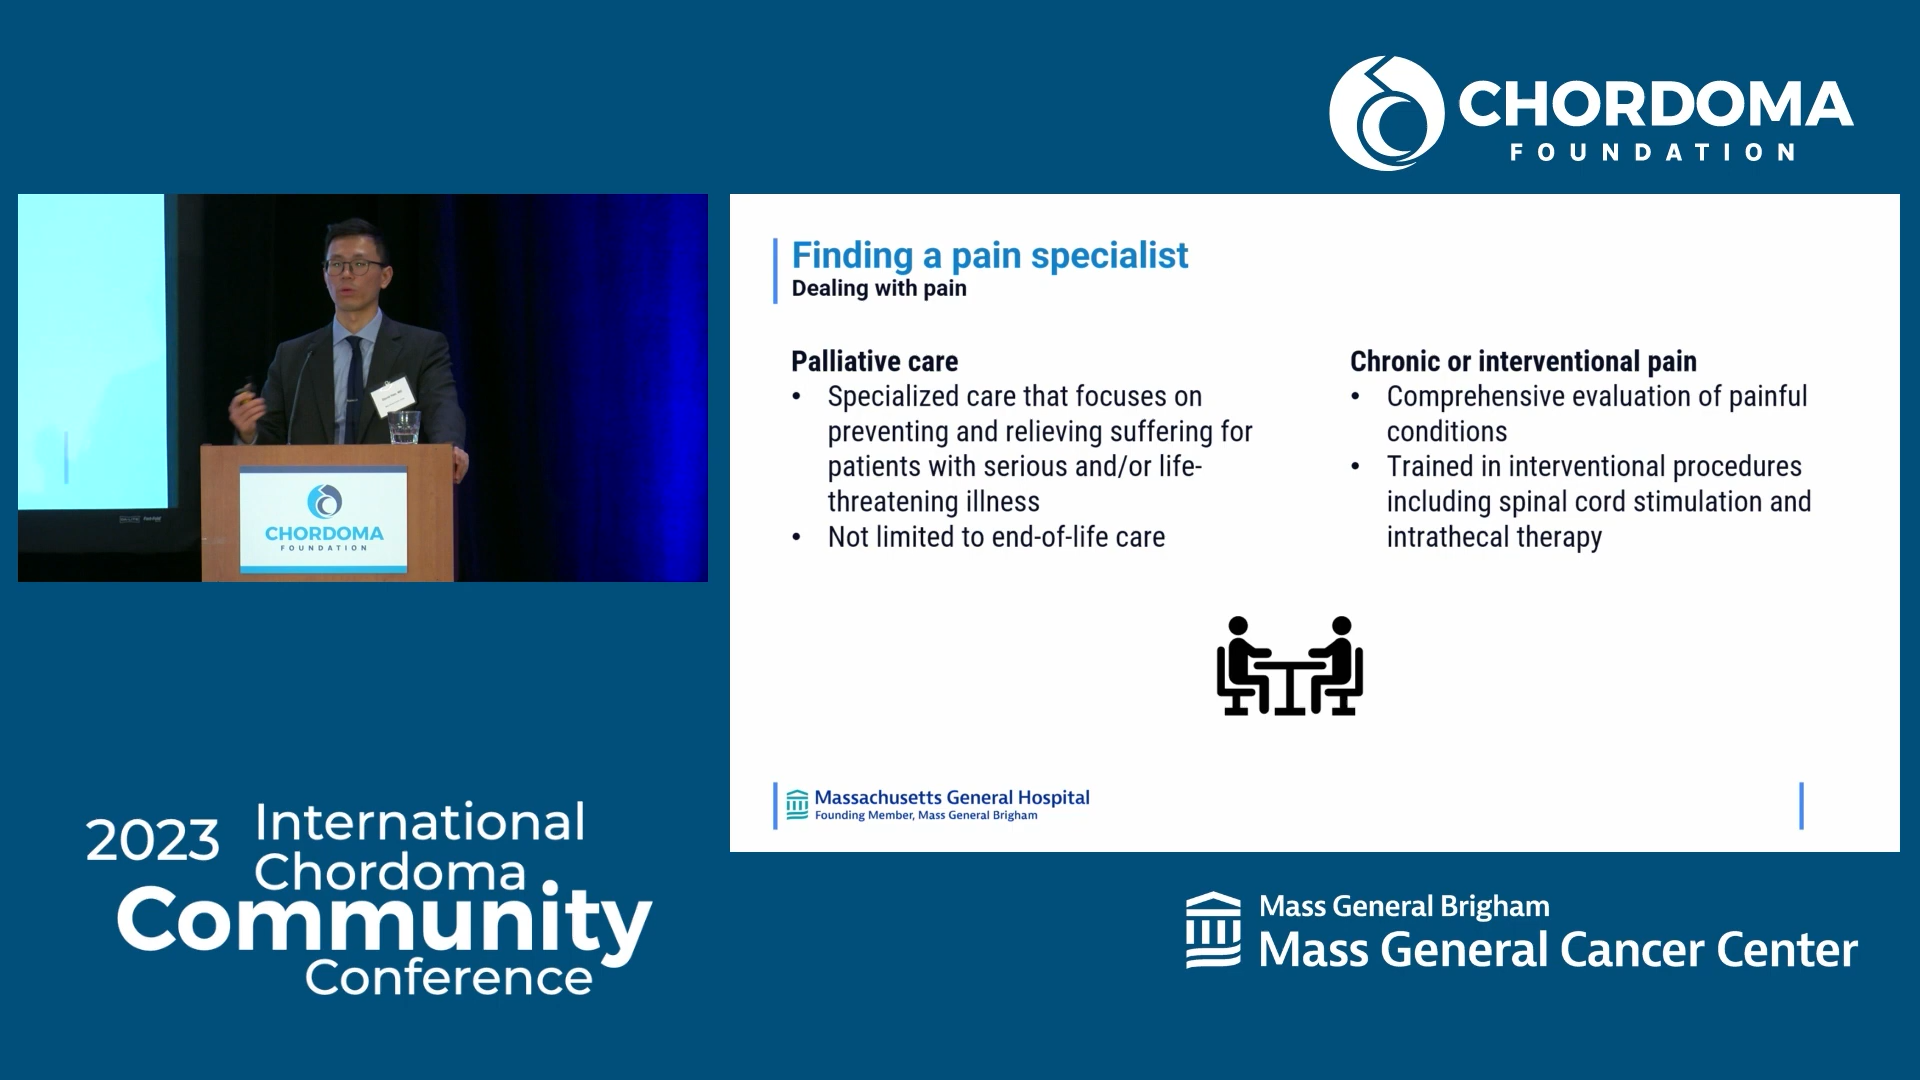 CHORDOMA
FOUNDATION
Finding a pain specialist
Dealing with pain
Palliative care
• Specialized care that focuses on
preventing and relieving suffering for
patients with serious and/or life-
threatening illness
• Not limited to end-of-life care
Chronic or interventional pain
• Comprehensive evaluation of painful
conditions
• Trained in interventional procedures
including spinal cord stimulation and
intrathecal therapy
Massachusetts General Hospital
Founding Member, Mass General Brigham
CHORDOMA
FOUNDATION
2023 International
Chordoma
Community
Conference
Mass General Brigham
Mass General Cancer Center